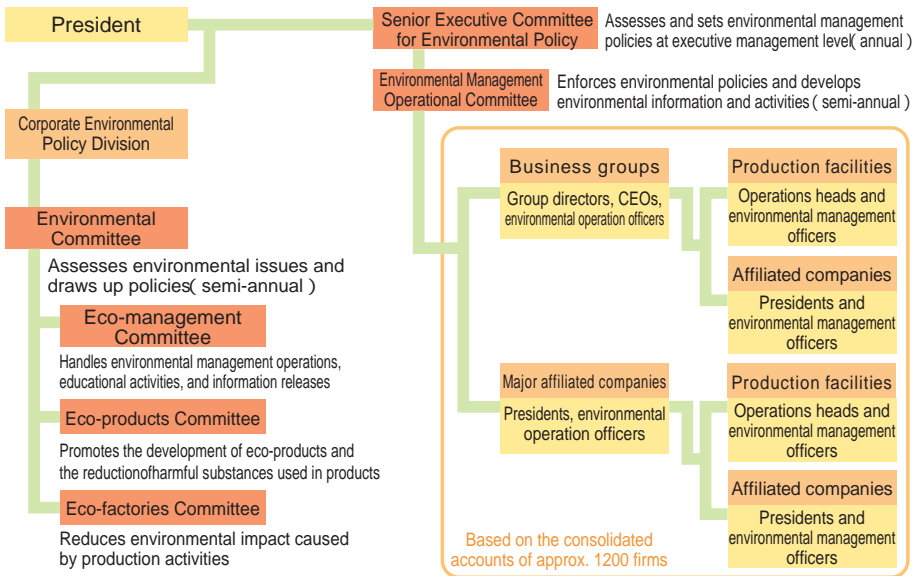 President
Senior Executive Committee
for Environmental Policy
Assesses and sets environmental management
policies at executive management level( annual )
Environmental Management
Operational Committee
Enforces environmental policies and develops
environmental information and activities ( semi-annual )
Corporate Environmental
Policy Division
Environmental
Committee
Assesses environmental issues and
draws up policies( semi-annual )
Eco-management
Committee
Handles environmental management operations,
educational activities, and information releases
Eco-products Committee
Promotes the development of eco-products and
the reductionofharmful substances used in products
Eco-factories Committee
Reduces environmental impact caused
by production activities
Business groups
Group directors, CEOs,
environmental operation officers
Production facilities
Operations heads and
environmental management
officers
Affiliated companies
Presidents and
environmental management
officers
Major affiliated companies
Presidents, environmental
operation officers
Production facilities
Operations heads and
environmental management
officers
Affiliated companies
Presidents and
environmental management
officers
Based on the consolidated
accounts of approx. 1200 firms